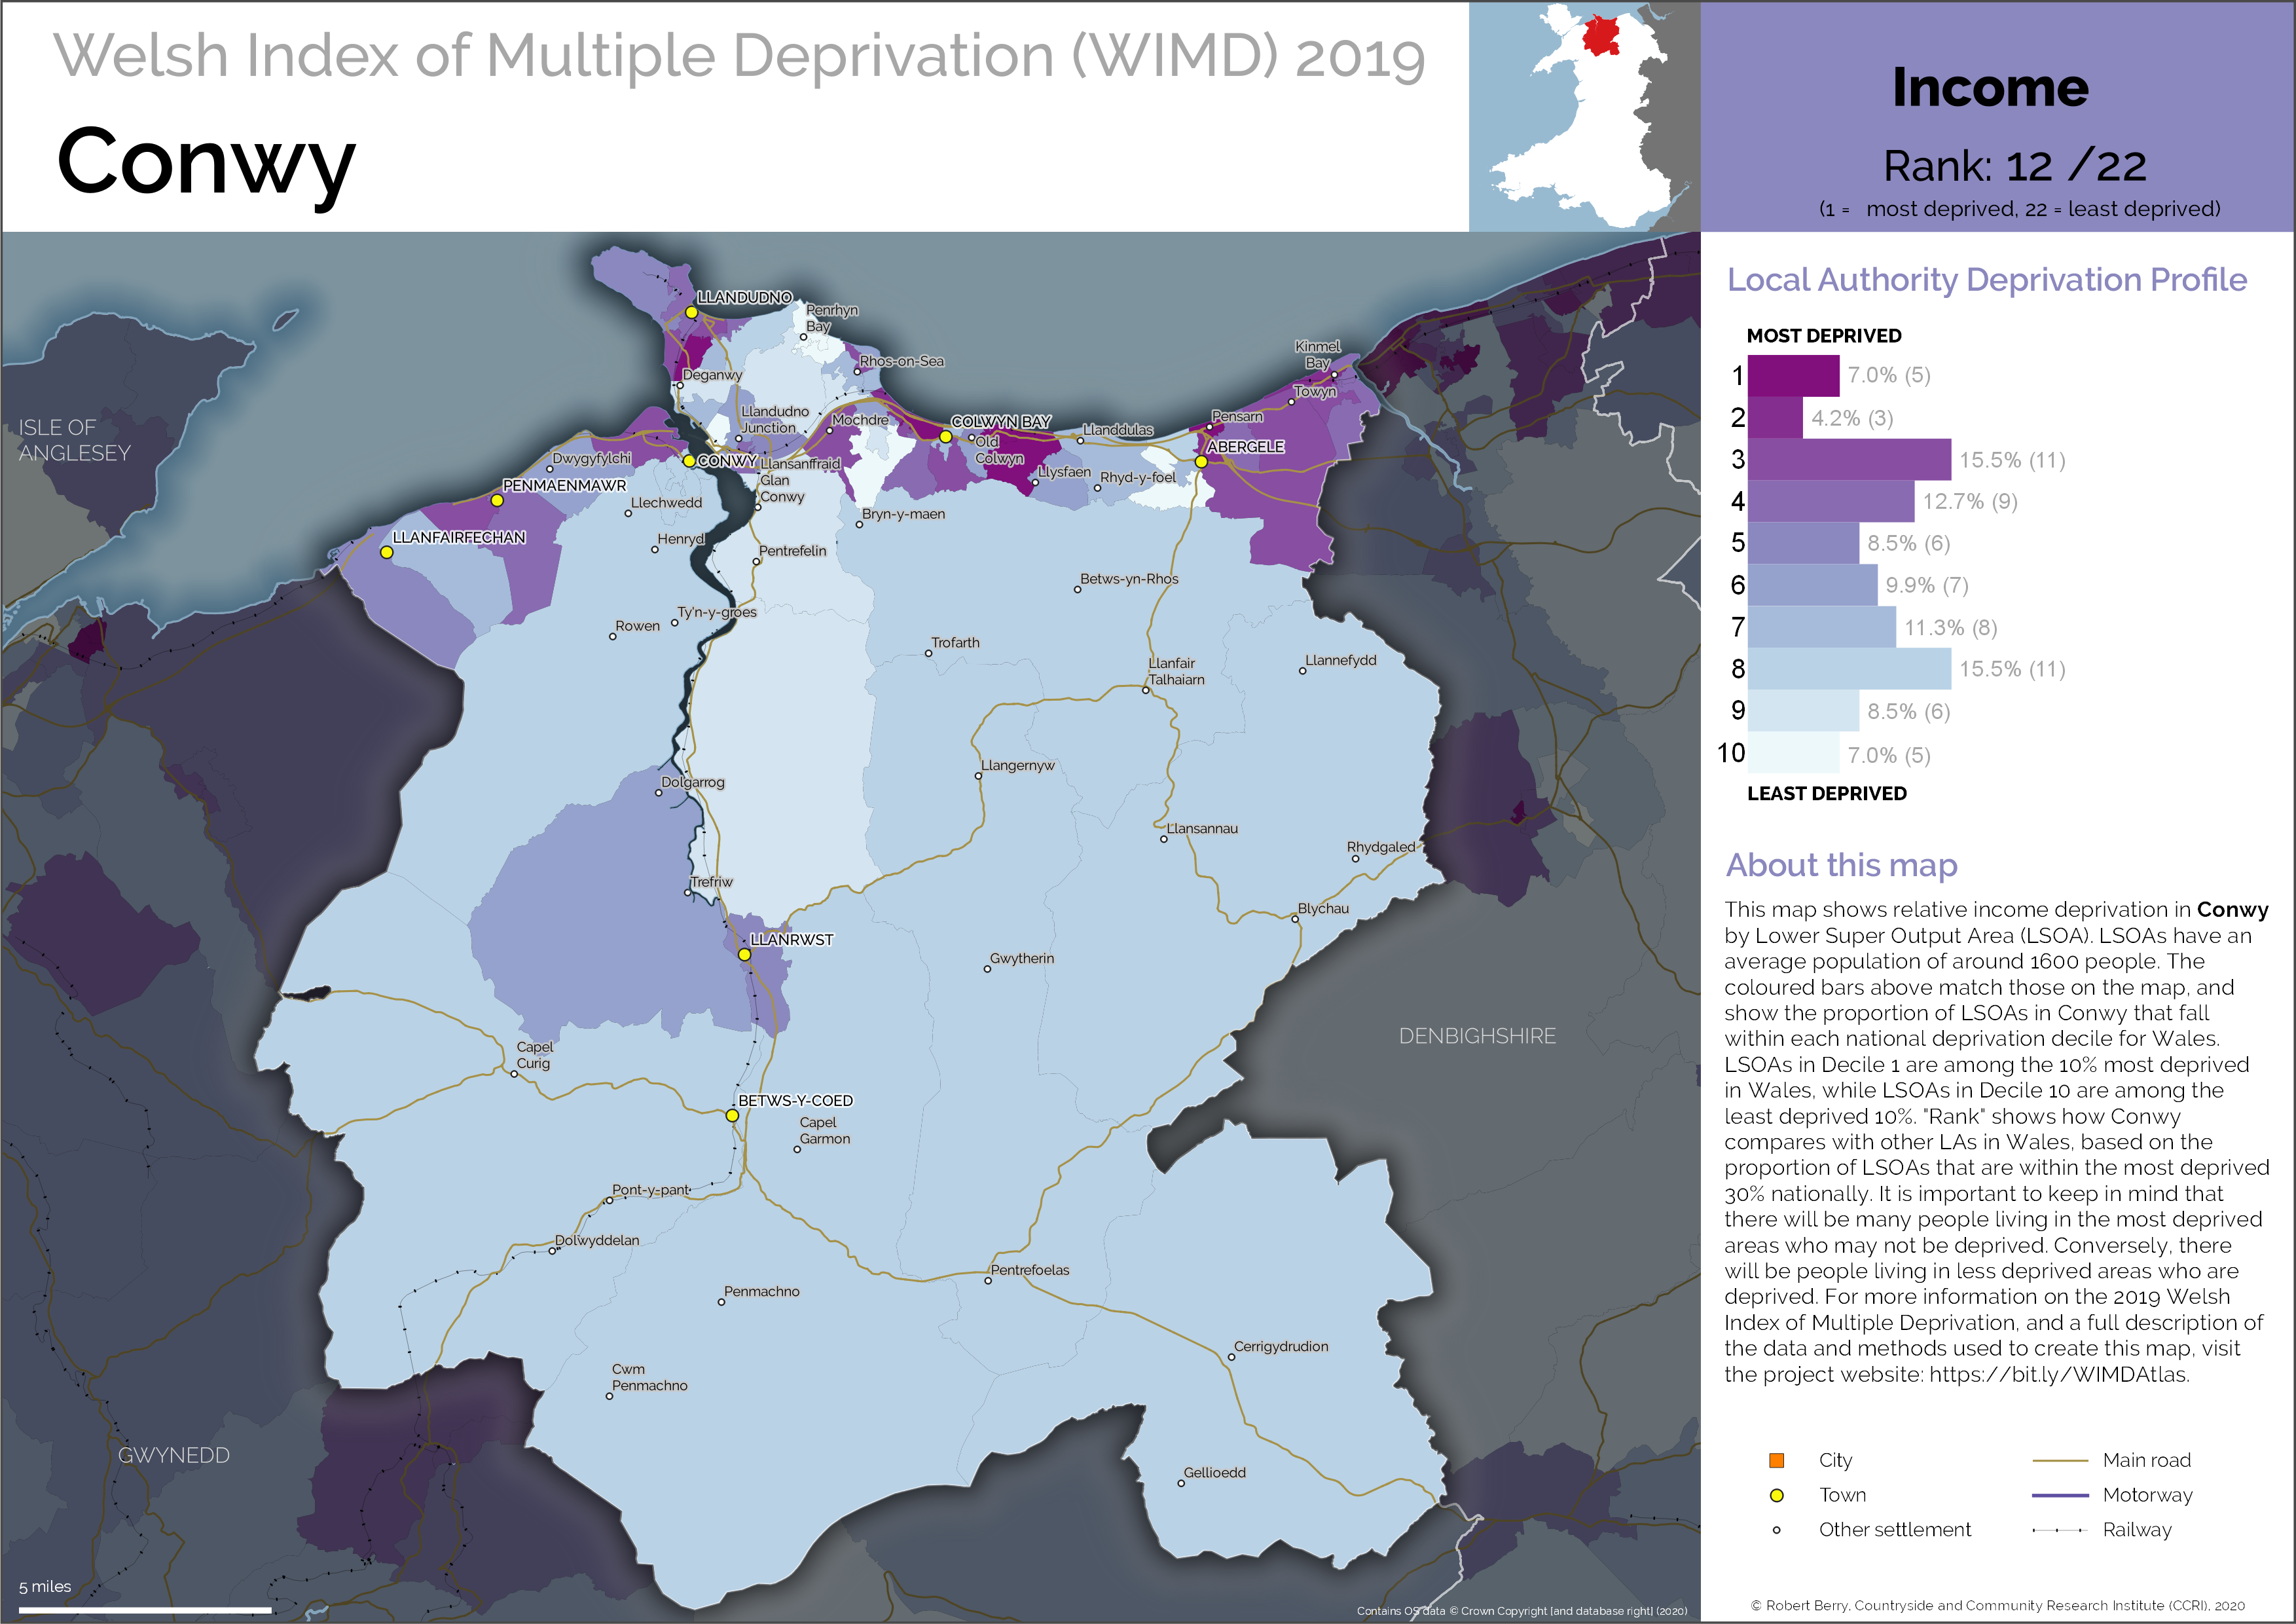 Welsh Index of Multiple Deprivation (WIMD) 2019
Conwy
Income
Rank: 12 /22
(1 = most deprived, 22 = least deprived)
Local Authority Deprivation Profile
MOST DEPRIVED
1 7.0% (5)
2 4.2% (3)
3 15.5% (11)
4 12.7% (9)
5 8.5% (6)
6 9.9% (7)
7 11.3% (8)
8 15.5% (11)
9 8.5% (6)
10 7.0% (5)
LEAST DEPRIVED
About this map
This map shows relative income deprivation in Conwy
by Lower Super Output Area (LSOA). LSOAs have an
average population of around 1600 people. The
coloured bars above match those on the map, and
show the proportion of LSOAs in Conwy that fall
within each national deprivation decile for Wales.
LSOAs in Decile 1 are among the 10% most deprived
in Wales, while LSOAs in Decile 10 are among the
least deprived 10%. "Rank" shows how Conwy
compares with other LAs in Wales, based on the
proportion of LSOAs that are within the most deprived
30% nationally. It is important to keep in mind that
there will be many people living in the most deprived
areas who may not be deprived. Conversely, there
will be people living in less deprived areas who are
deprived. For more information on the 2019 Welsh
Index of Multiple Deprivation, and a full description of
the data and methods used to create this map, visit
the project website: https://bit.ly/WIMDAtlas.
City
Town
Other settlement
Main road
Motorway
Railway
© Robert Berry, Countryside and Community Research Institute (CCRI), 2020
LLANDUDNO
Penrhyn
Bay
Rhos-on-Sea
Kinmel
Bay
Towyn
Deganwy
Llandudno
Junction
Mochdre
COLWYN BAY
Old
Colwyn
Llanddulas
Pensarn
ABERGELE
ISLE OF
ANGLESEY
Dwygyfylchi
CONWY
Llansanffraid
Glan
Conwy
Llysfaen
Rhyd-y-foel
PENMAENMAWR
Llechwedd
Bryn-y-maen
LLANFAIRFECHAN
Henryd
Pentrefelin
Betws-yn-Rhos
Ty'n-y-groes
Rowen
Trofarth
Llanfair
Talhaiarn
Llannefydd
Dolgarrog
Llangernyw
Llansannau
Rhydgaled
Trefriw
Blychau
LLANRWST
Gwytherin
DENBIGHSHIRE
Capel
Curig
BETWS-Y-COED
Capel
Garmon
Pont-y-pant
Dolwyddelan
Pentrefoelas
Penmachno
Cerrigydrudion
Cwm
Penmachno
GWYNEDD
Gellioedd
5 miles
Contains OS data © Crown Copyright [and database right] (2020)